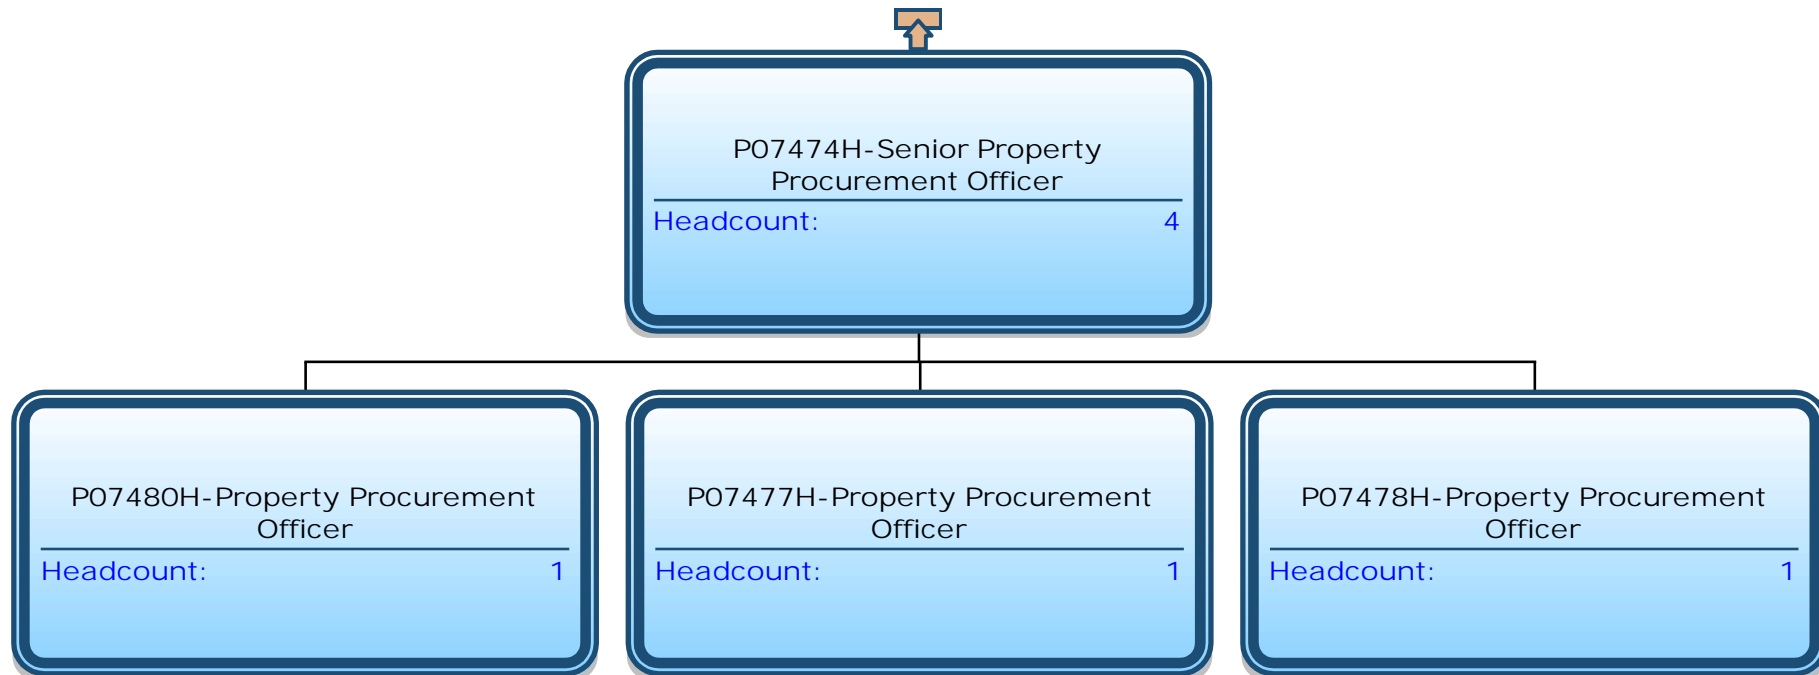 P07474H-Senior Property
Procurement Officer
Headcount: 4
P07480H-Property Procurement
Officer
Headcount: 1
P07477H-Property Procurement
Officer
Headcount: 1
P07478H-Property Procurement
Officer
Headcount: 1